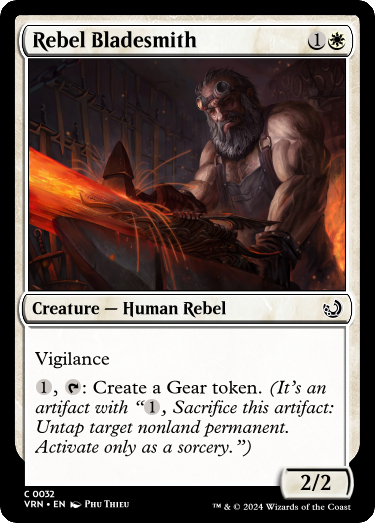 Rebel Bladesmith 1
Creature — Human Rebel
Vigilance
1, : Create a Gear token. (It's an
artifact with “1, Sacrifice this artifact:
Untap target nonland permanent.
Activate only as a sorcery.”)
2/2
C 0032
VRN • EN Phu Thieu
™ & © 2024 Wizards of the Coast